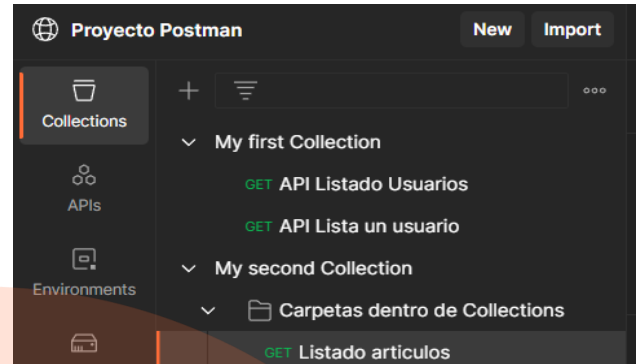 Proyecto Postman
New
Import
Collections
My first Collection
GET API Listado Usuarios
APIs
GET API Lista un usuario
My second Collection
Environments
Carpetas dentro de Collections
GET Listado articulos